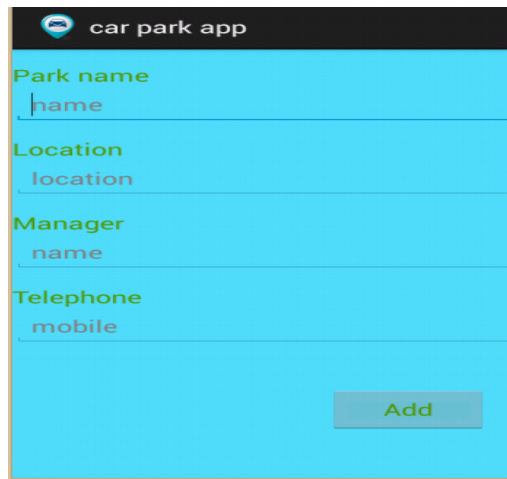 car park app
Park name
name
Location
location
Manager
name
Telephone
mobile
Add